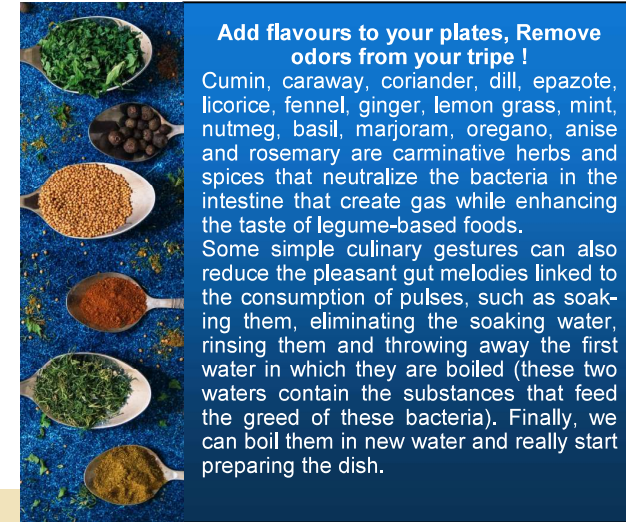 Add flavours to your plates, Remove
odors from your tripe !
Cumin, caraway, coriander, dill, epazote,
licorice, fennel, ginger, lemon grass, mint,
nutmeg, basil, marjoram, oregano, anise
and rosemary are carminative herbs and
spices that neutralize the bacteria in the
intestine that create gas while enhancing
the taste of legume-based foods.
Some simple culinary gestures can also
reduce the pleasant gut melodies linked to
the consumption of pulses, such as soak-
ing them, eliminating the soaking water,
rinsing them and throwing away the first
water in which they are boiled (these two
waters contain the substances that feed
the greed of these bacteria). Finally, we
can boil them in new water and really start
preparing the dish.